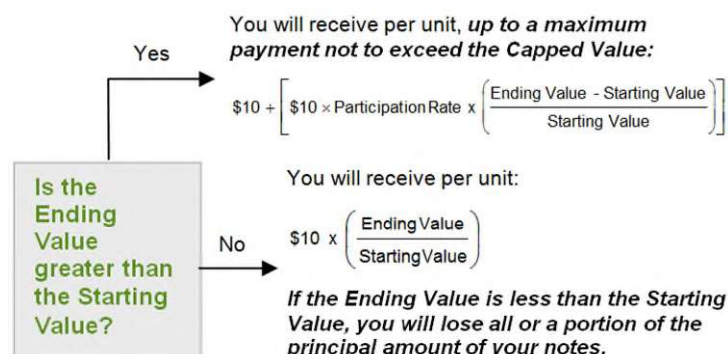 You will receive per unit, up to a maximum
Yes payment not to exceed the Capped Value:
$10 + [ $10 × Participation Rate x ( Ending Value - Starting Value / Starting Value ) ]
You will receive per unit:
Is the
Ending
Value
greater than
the Starting
Value?
No
$10 x ( Ending Value / Starting Value )
If the Ending Value is less than the Starting
Value, you will lose all or a portion of the
principal amount of your notes.